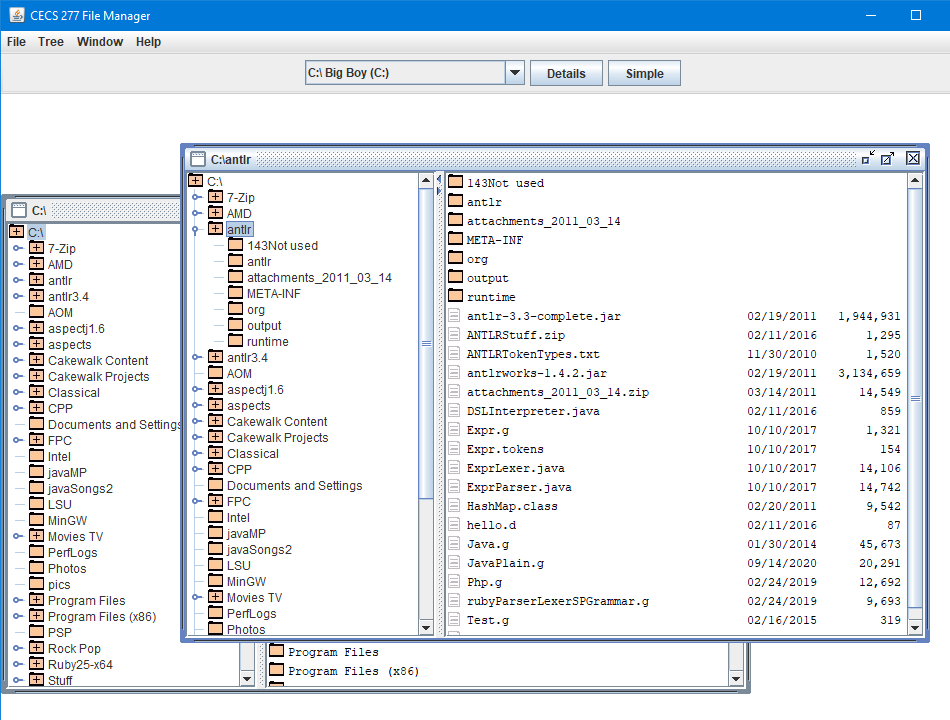 CECS 277 File Manager
File Tree Window Help
C:\ Big Boy (C:) Details Simple
C:\antlr
C:\
7-Zip
AMD
antlr
143Not used
antlr
attachments_2011_03_14
META-INF
org
output
runtime
antlr3.4
AOM
aspectj1.6
aspects
Cakewalk Content
Cakewalk Projects
Classical
CPP
Documents and Settings
FPC
Intel
javaMP
javaSongs2
LSU
MinGW
Movies TV
PerfLogs
Photos
143Not used
antlr
attachments_2011_03_14
META-INF
org
output
runtime
antlr-3.3-complete.jar 02/19/2011 1,944,931
ANTLRStuff.zip 02/11/2016 1,295
ANTLRTokenTypes.txt 11/30/2010 1,520
antlrworks-1.4.2.jar 02/19/2011 3,134,659
attachments_2011_03_14.zip 03/14/2011 14,549
DSLInterpreter.java 02/11/2016 859
Expr.g 10/10/2017 1,321
Expr.tokens 10/10/2017 154
ExprLexer.java 10/10/2017 14,106
ExprParser.java 10/10/2017 14,742
HashMap.class 02/20/2011 9,542
hello.d 02/11/2016 87
Java.g 01/30/2014 45,673
JavaPlain.g 09/14/2020 20,291
Php.g 02/24/2019 12,692
rubyParserLexerSPGrammar.g 02/24/2019 9,693
Test.g 02/16/2015 319
C:\
C:\
7-Zip
AMD
antlr
antlr3.4
AOM
aspectj1.6
aspects
Cakewalk Content
Cakewalk Projects
Classical
CPP
Documents and Settings
FPC
Intel
javaMP
javaSongs2
LSU
MinGW
Movies TV
PerfLogs
Photos
pics
Program Files
Program Files (x86)
PSP
Rock Pop
Ruby25-x64
Stuff
Program Files
Program Files (x86)